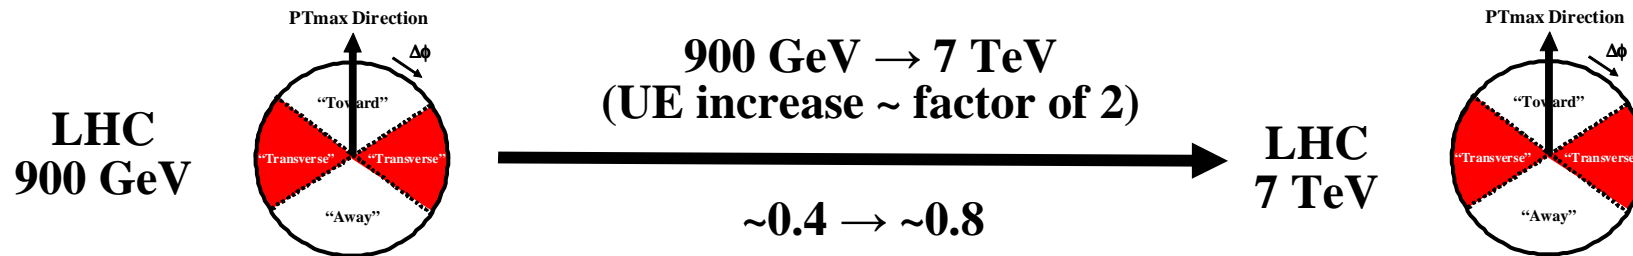 PTmax Direction
Δϕ
“Toward”
“Transverse” “Transverse”
“Away”
LHC
900 GeV
900 GeV → 7 TeV
(UE increase ~ factor of 2)
~0.4 → ~0.8
LHC
7 TeV
PTmax Direction
Δϕ
“Toward”
“Transverse” “Transverse
“Away”